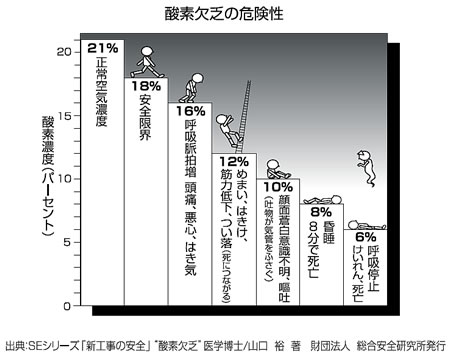 酸素欠乏の危険性
酸素濃度(パーセント)
20
15
10
5
0
21%
正常空気濃度
18%
安全限界
16%
呼吸脈拍増 頭痛、悪心、はき気
12%
めまい、はきけ、
筋力低下、つい落(死につながる)
10%
顔面蒼白意識不明、嘔吐
(吐物が気管をふさぐ)
8%
昏睡
8分で死亡
6%
呼吸停止
けいれん、死亡
出典:SEシリーズ「新工事の安全」“酸素欠乏”医学博士/山口 裕 著 財団法人 総合安全研究所発行